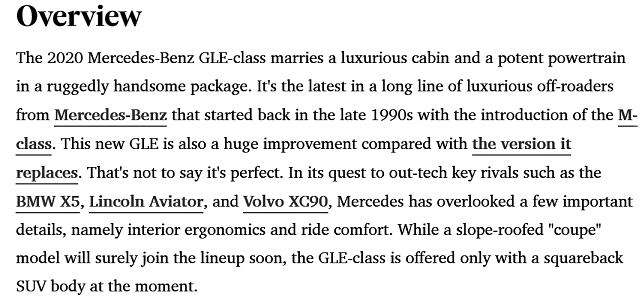 Overview
The 2020 Mercedes-Benz GLE-class marries a luxurious cabin and a potent powertrain
in a ruggedly handsome package. It's the latest in a long line of luxurious off-roaders
from Mercedes-Benz that started back in the late 1990s with the introduction of the M-
class. This new GLE is also a huge improvement compared with the version it
replaces. That's not to say it's perfect. In its quest to out-tech key rivals such as the
BMW X5, Lincoln Aviator, and Volvo XC90, Mercedes has overlooked a few important
details, namely interior ergonomics and ride comfort. While a slope-roofed "coupe"
model will surely join the lineup soon, the GLE-class is offered only with a squareback
SUV body at the moment.